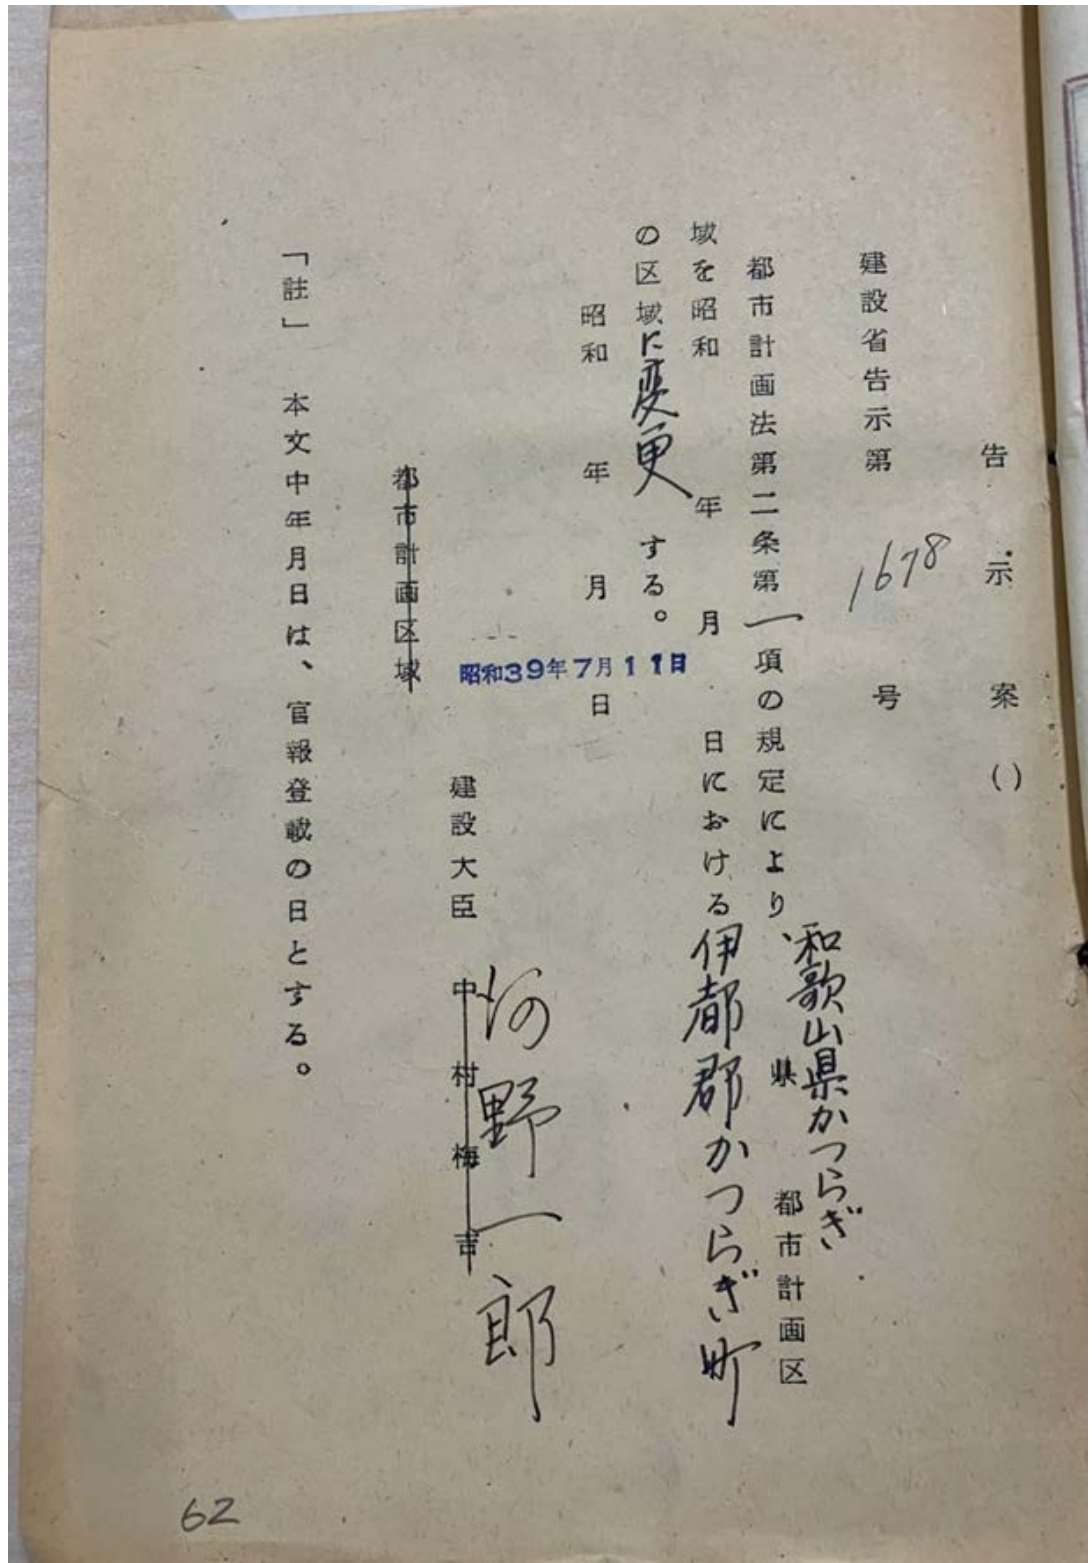 告示案()
建設省告示第1678号
都市計画法第二条第一項の規定により、和歌山県かつらぎ県都市計画区
域を昭和 年 月 日における伊都郡かつらぎ町
の区域に変更する。
昭和 年 月 日
昭和39年7月11日
建設大臣 中村梅吉
河野一郎
都市計画区域
「註」 本文中年月日は、官報登載の日とする。
62